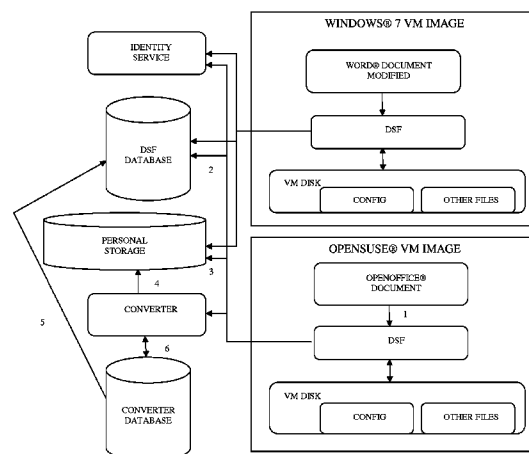 WINDOWS® 7 VM IMAGE
IDENTITY
SERVICE
WORD® DOCUMENT
MODIFIED
DSF
DSF
DATABASE
2
VM DISK
CONFIG
OTHER FILES
PERSONAL
STORAGE
3
OPENSUSE® VM IMAGE
OPENOFFICE®
DOCUMENT
4
CONVERTER
1
5
DSF
6
CONVERTER
DATABASE
VM DISK
CONFIG
OTHER FILES